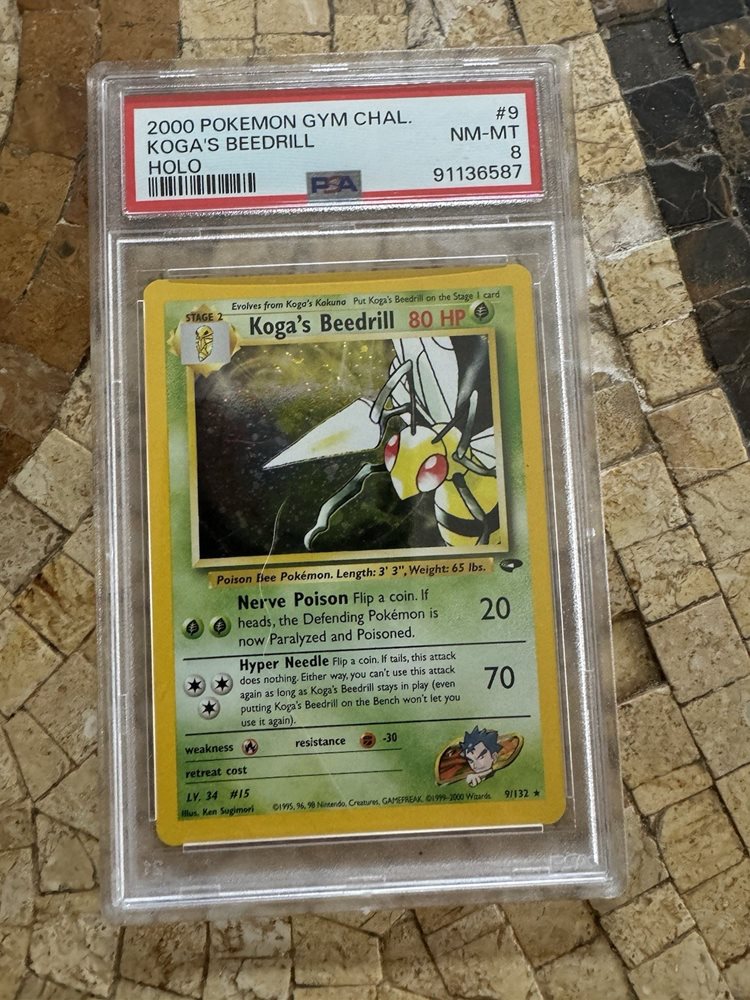 2000 POKEMON GYM CHAL. #9
KOGA'S BEEDRILL NM-MT
HOLO 8
PSA 91136587
Evolves from Koga's Kakuna Put Koga's Beedrill on the Stage 1 card
STAGE 2
Koga's Beedrill 80 HP
Poison Bee Pokémon. Length: 3' 3", Weight: 65 lbs.
Nerve Poison Flip a coin. If
heads, the Defending Pokémon is 20
now Paralyzed and Poisoned.
Hyper Needle Flip a coin. If tails, this attack
does nothing. Either way, you can't use this attack
again as long as Koga's Beedrill stays in play (even 70
putting Koga's Beedrill on the Bench won't let you
use it again).
weakness resistance -30
retreat cost
LV. 34 #15
Illus. Ken Sugimori ©1995, 96, 98 Nintendo, Creatures, GAMEFREAK. ©1999-2000 Wizards. 9/132 ★